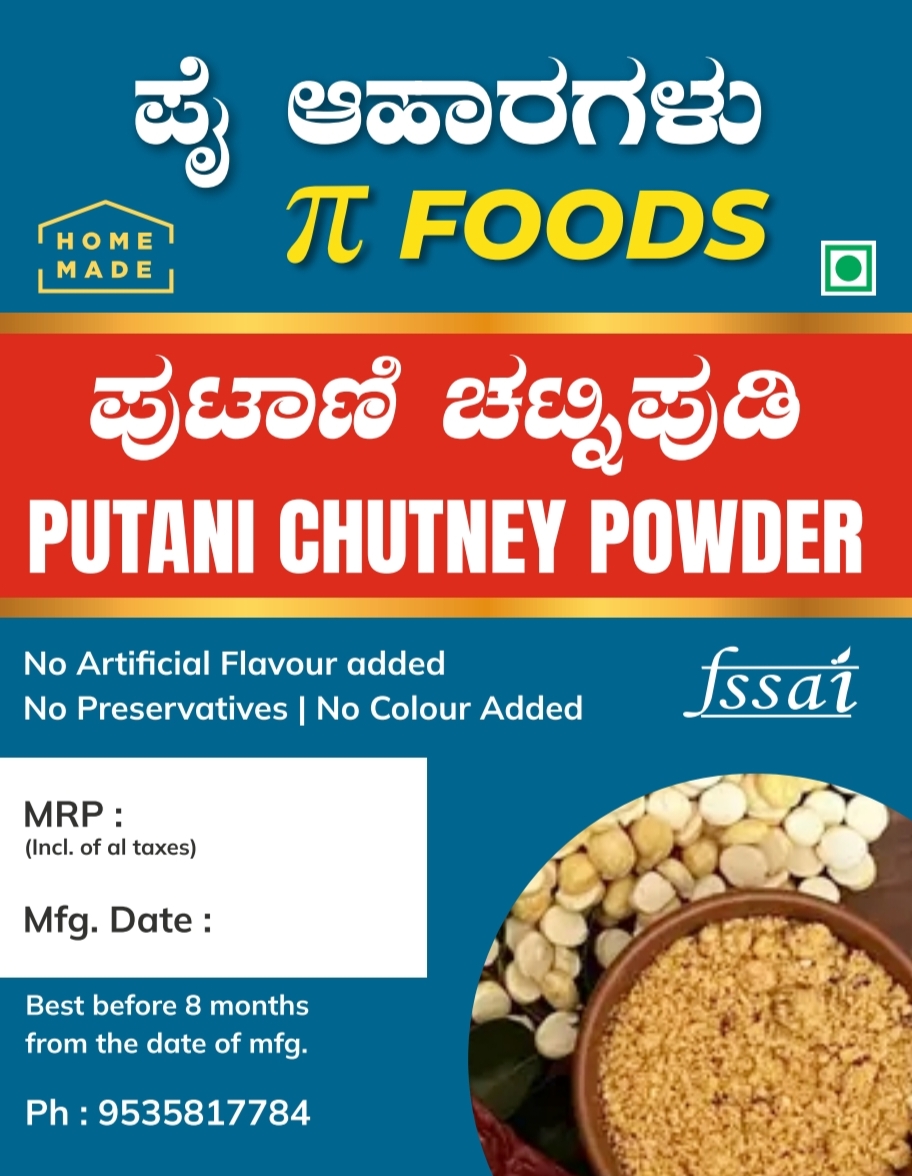 ಪೈ ಆಹಾರಗಳು
π FOODS
HOME
MADE
ಪುಟಾಣಿ ಚಟ್ನಿಪುಡಿ
PUTANI CHUTNEY POWDER
No Artificial Flavour added
No Preservatives | No Colour Added
fssai
MRP :
(Incl. of al taxes)
Mfg. Date :
Best before 8 months
from the date of mfg.
Ph : 9535817784